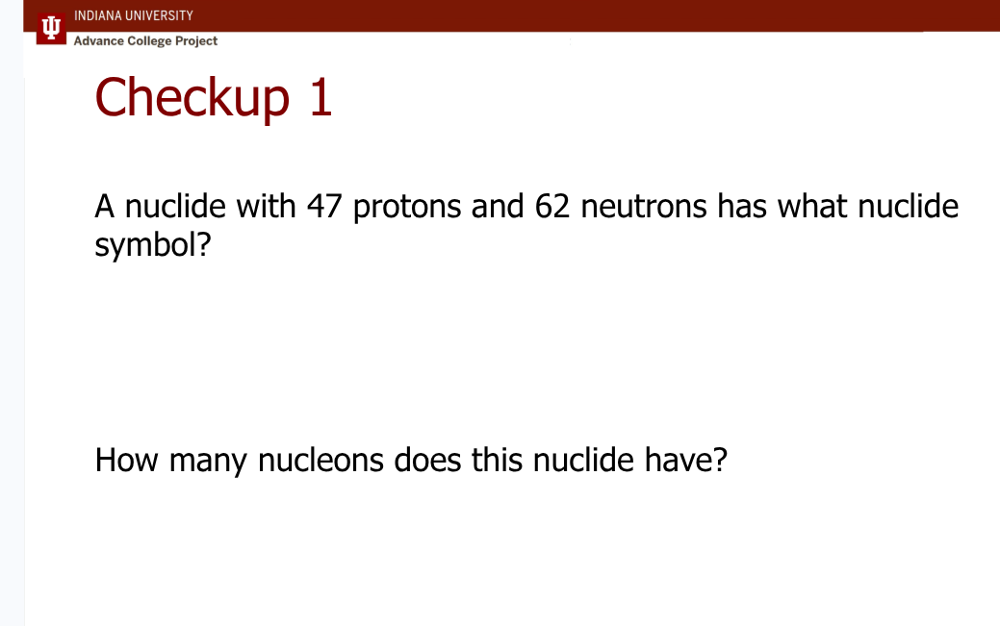 INDIANA UNIVERSITY
Advance College Project
Checkup 1
A nuclide with 47 protons and 62 neutrons has what nuclide
symbol?
How many nucleons does this nuclide have?